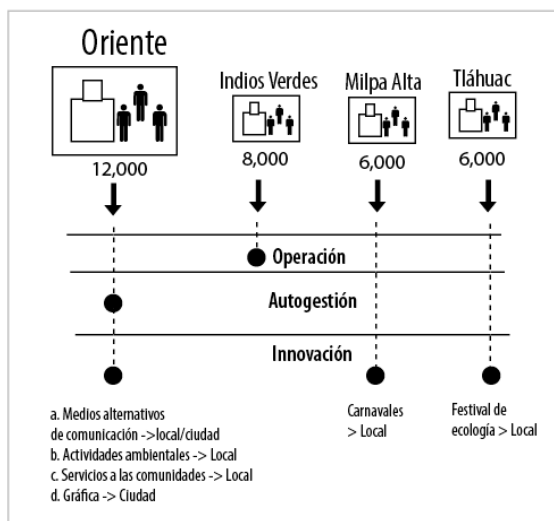 Oriente
Indios Verdes
Milpa Alta
Tláhuac
12,000
8,000
6,000
6,000
Operación
Autogestión
Innovación
a. Medios alternativos
de comunicación ->local/ciudad
b. Actividades ambientales -> Local
c. Servicios a las comunidades -> Local
d. Gráfica -> Ciudad
Carnavales
> Local
Festival de
ecología > Local